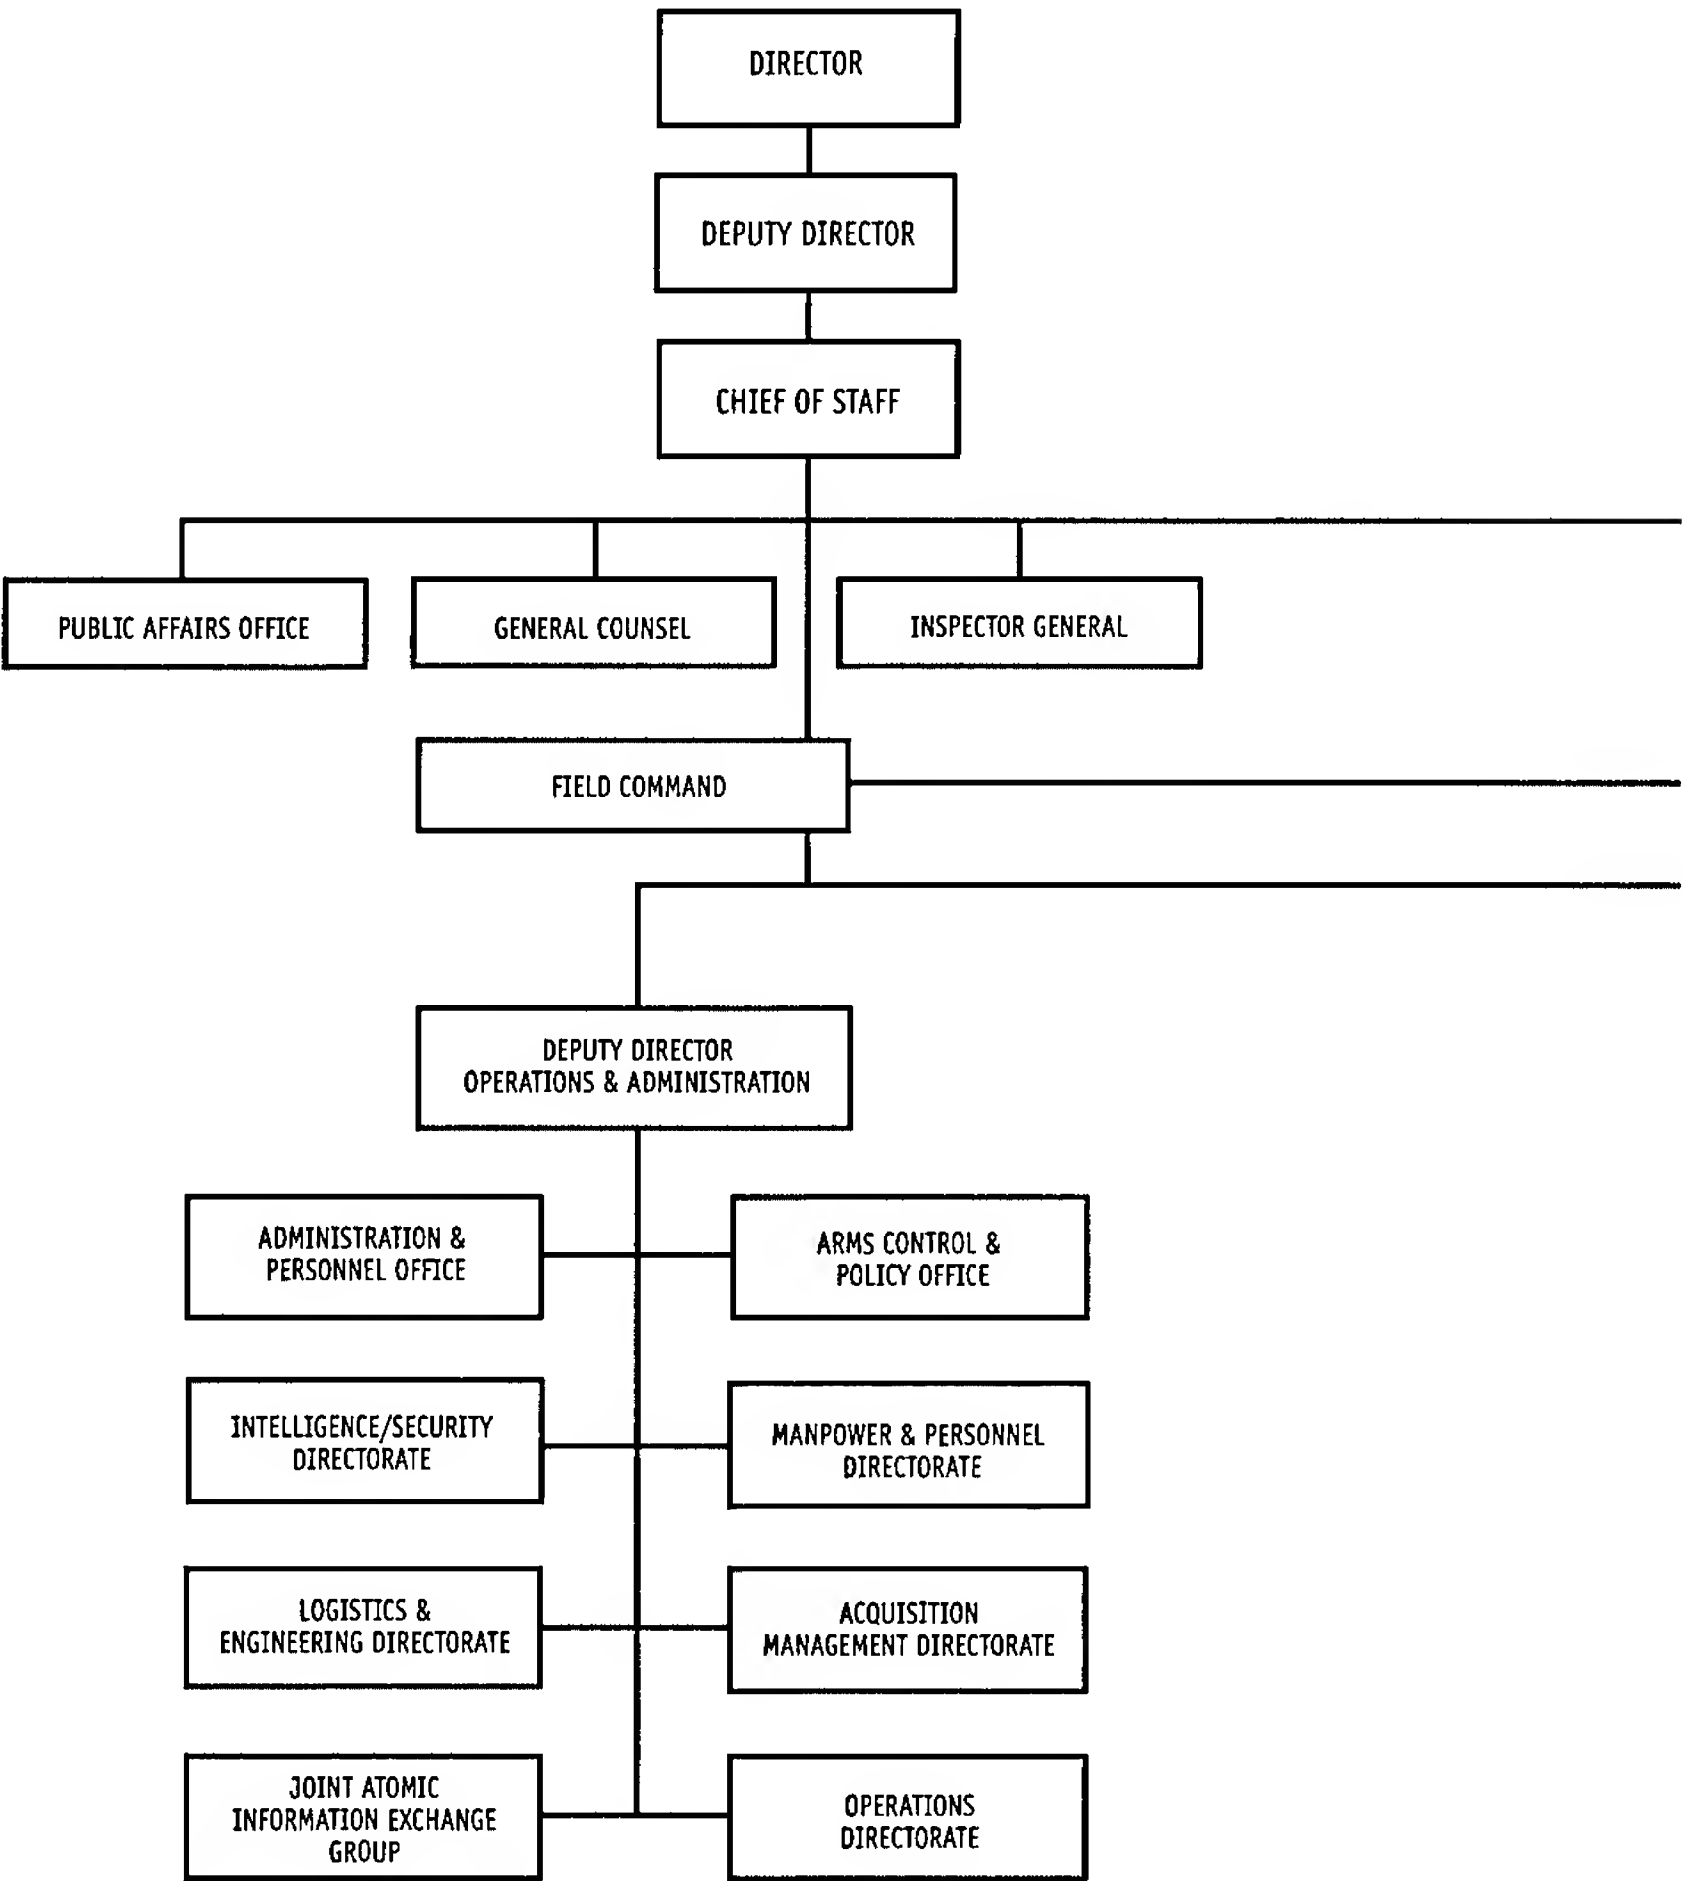 DIRECTOR
DEPUTY DIRECTOR
CHIEF OF STAFF
PUBLIC AFFAIRS OFFICE
GENERAL COUNSEL
INSPECTOR GENERAL
FIELD COMMAND
DEPUTY DIRECTOR
OPERATIONS & ADMINISTRATION
ADMINISTRATION &
PERSONNEL OFFICE
ARMS CONTROL &
POLICY OFFICE
INTELLIGENCE/SECURITY
DIRECTORATE
MANPOWER & PERSONNEL
DIRECTORATE
LOGISTICS &
ENGINEERING DIRECTORATE
ACQUISITION
MANAGEMENT DIRECTORATE
JOINT ATOMIC
INFORMATION EXCHANGE
GROUP
OPERATIONS
DIRECTORATE